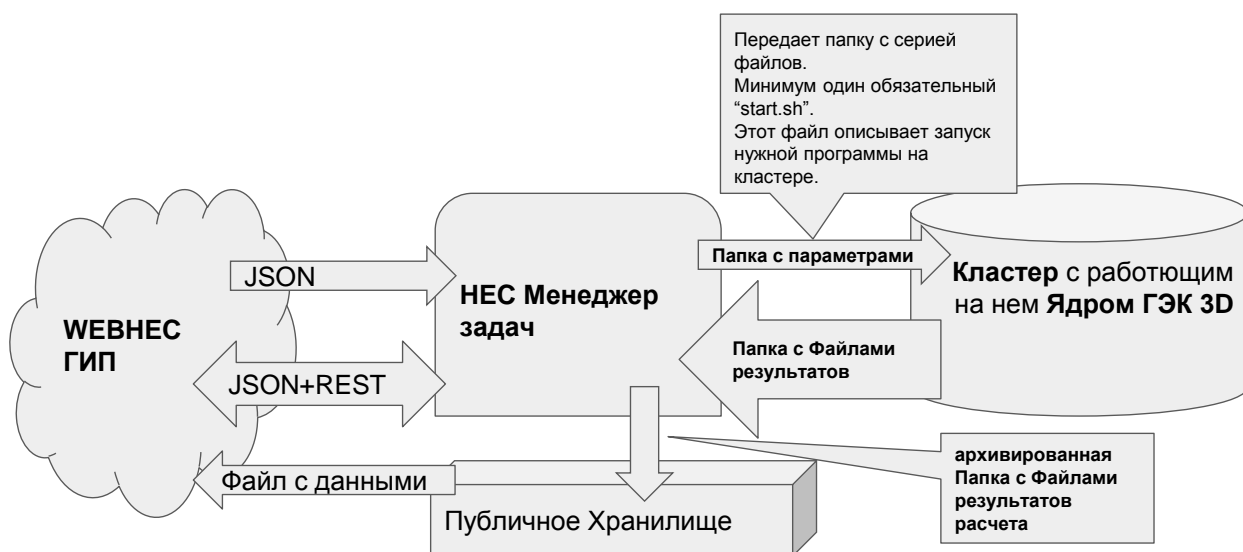 Передает папку с серией
файлов.
Минимум один обязательный
“start.sh”.
Этот файл описывает запуск
нужной программы на
кластере.
WEBHEC
ГИП
JSON
JSON+REST
HEC Менеджер
задач
Папка с параметрами
Папка с Файлами
результатов
Кластер с работющим
на нем Ядром ГЭК 3D
Файл с данными
Публичное Хранилище
архивированная
Папка с Файлами
результатов
расчета